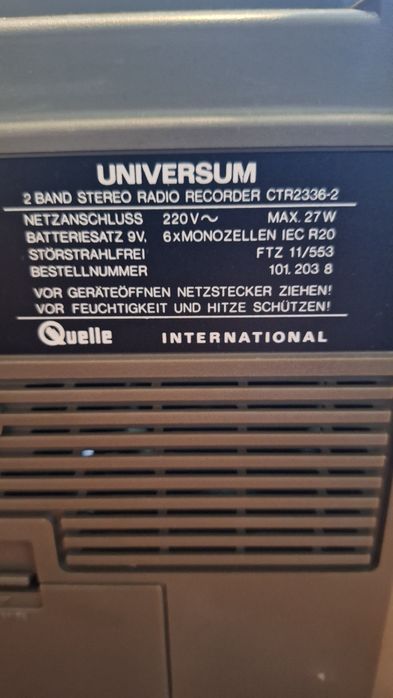 UNIVERSUM
2 BAND STEREO RADIO RECORDER CTR2336-2
NETZANSCHLUSS 220V~ MAX. 27W
BATTERIESATZ 9V, 6xMONOZELLEN IEC R20
STÖRSTRAHLFREI FTZ 11/553
BESTELLNUMMER 101. 203 8
VOR GERÄTEÖFFNEN NETZSTECKER ZIEHEN!
VOR FEUCHTIGKEIT UND HITZE SCHÜTZEN!
Quelle INTERNATIONAL